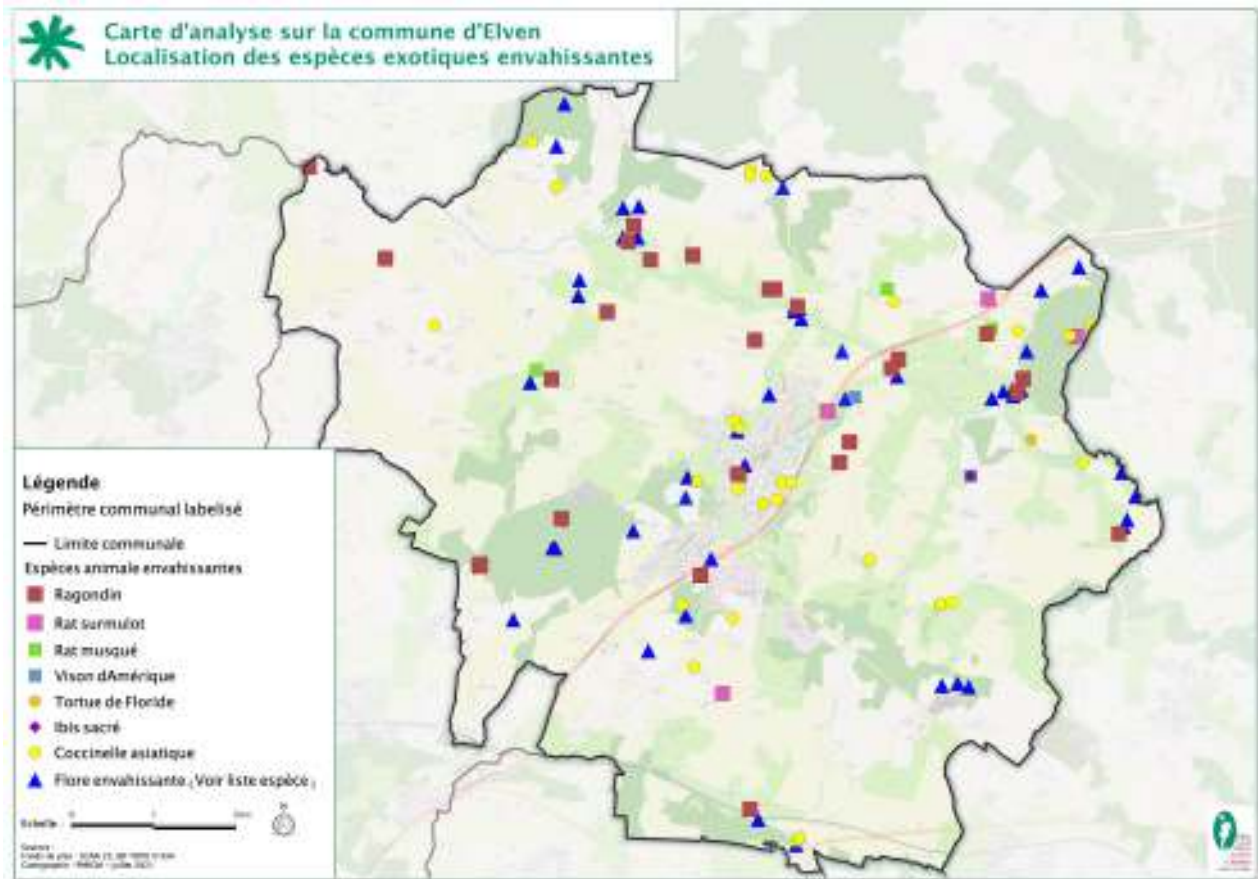 Carte d'analyse sur la commune d'Elven
Localisation des espèces exotiques envahissantes
Légende
Périmètre communal labelisé
Limite communale
Espèces animale envahissantes
Ragondin
Rat surmulot
Rat musqué
Vison dAmérique
Tortue de Floride
Ibis sacré
Coccinelle asiatique
Flore envahissante (Voir liste espèce)
Echelle